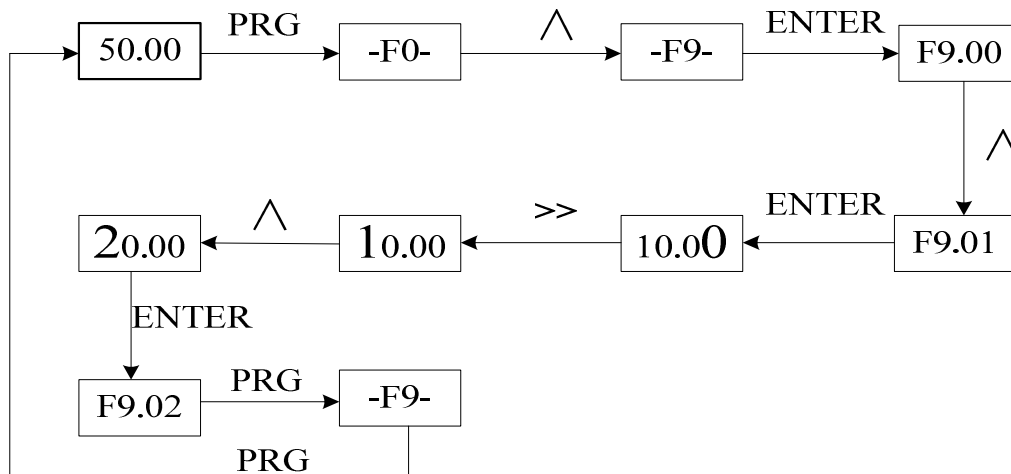 PRG ∧ ENTER
50.00 -F0- -F9- F9.00
∧
∧ >> ENTER
20.00 10.00 10.00 F9.01
ENTER
PRG
F9.02 -F9-
PRG